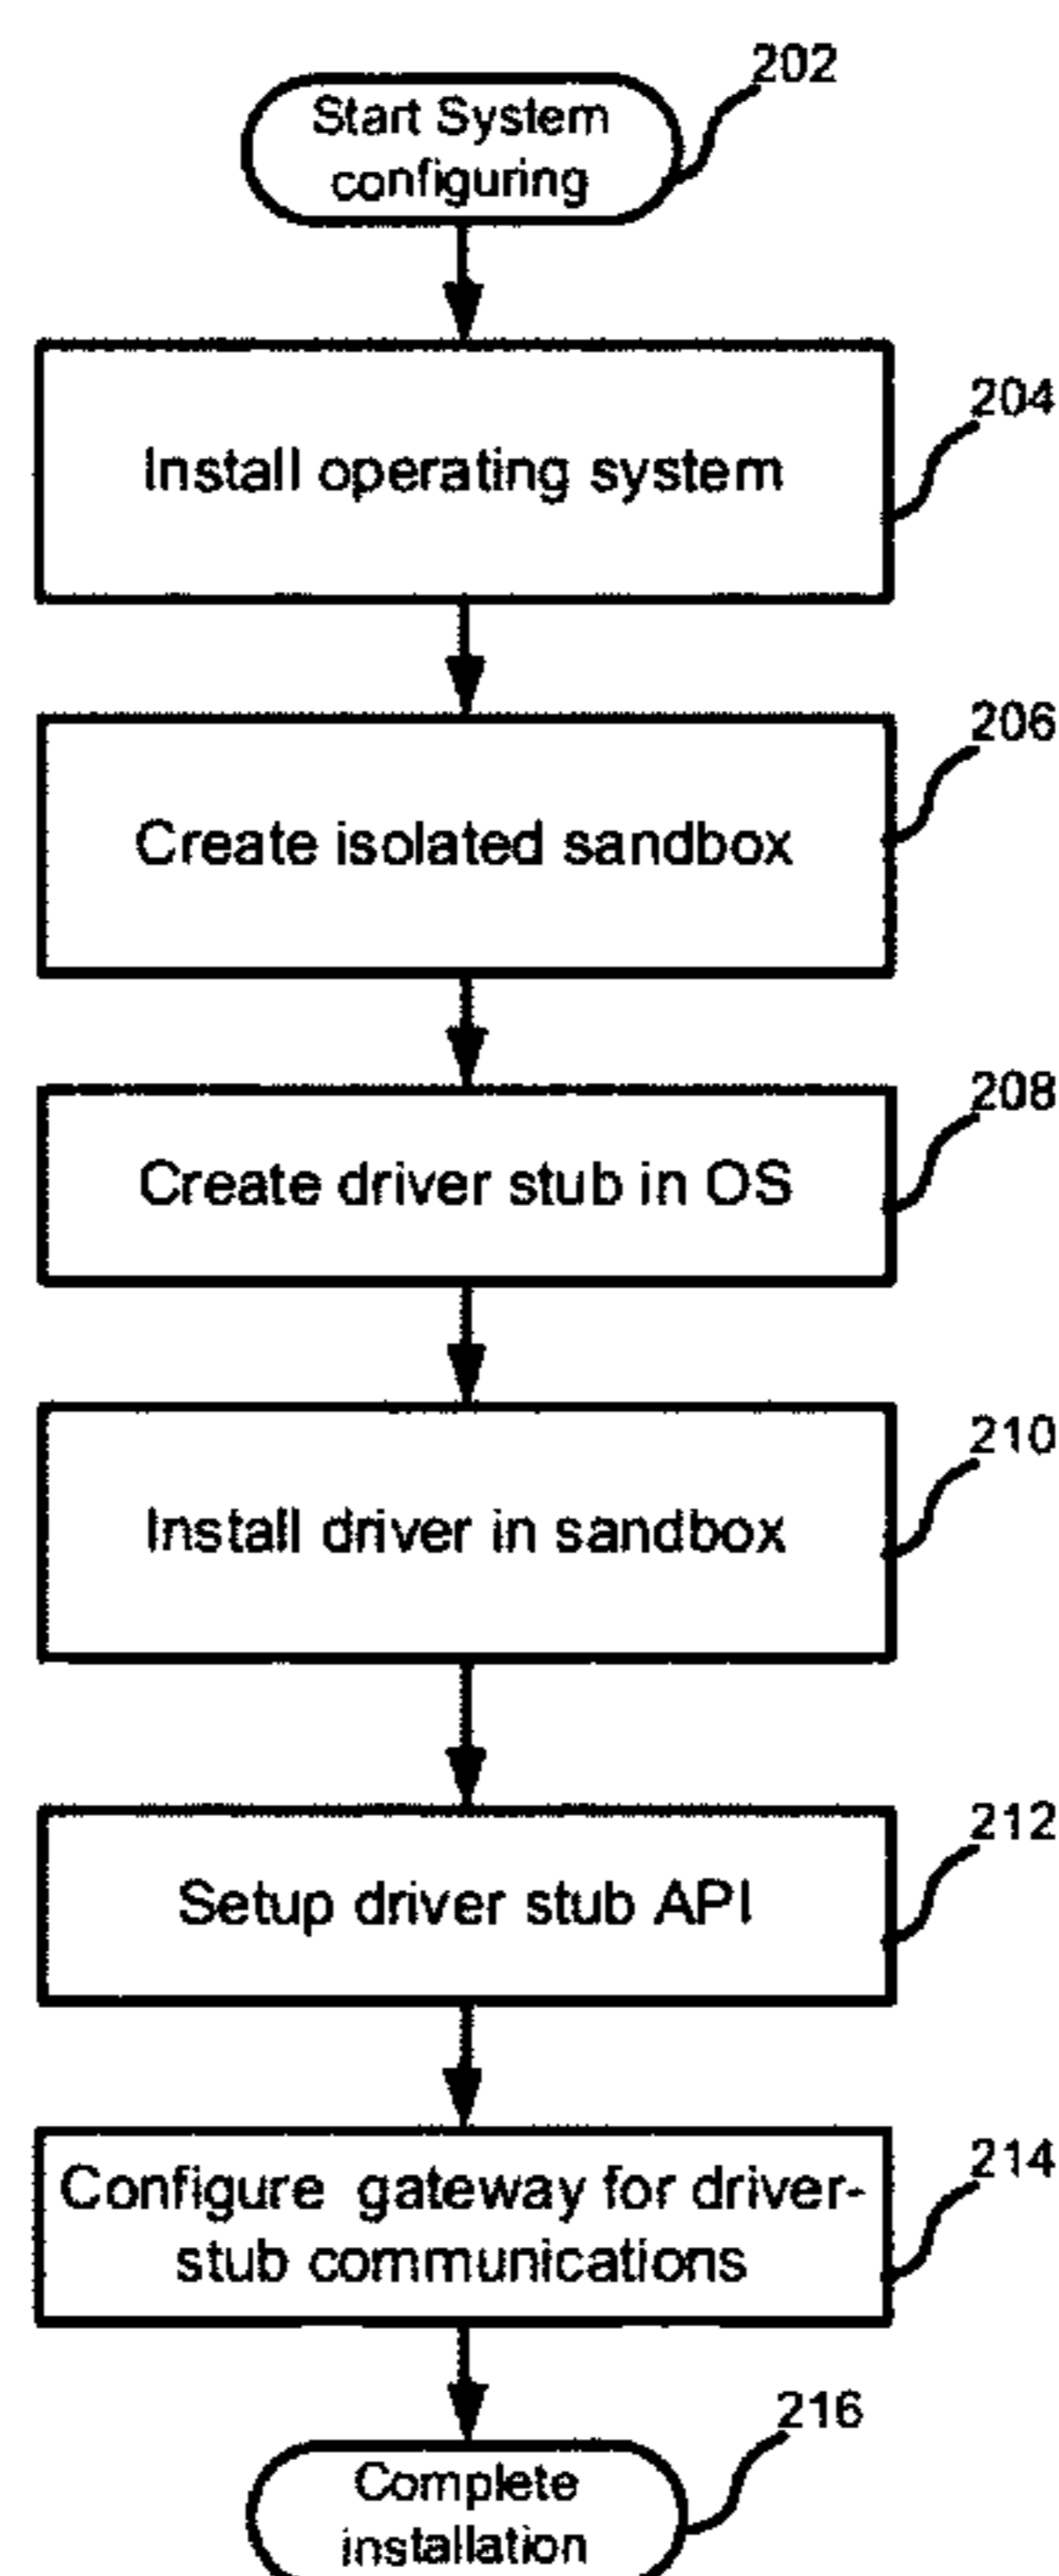 202
Start System
configuring
204
Install operating system
206
Create isolated sandbox
208
Create driver stub in OS
210
Install driver in sandbox
212
Setup driver stub API
214
Configure gateway for driver-
stub communications
216
Complete
installation